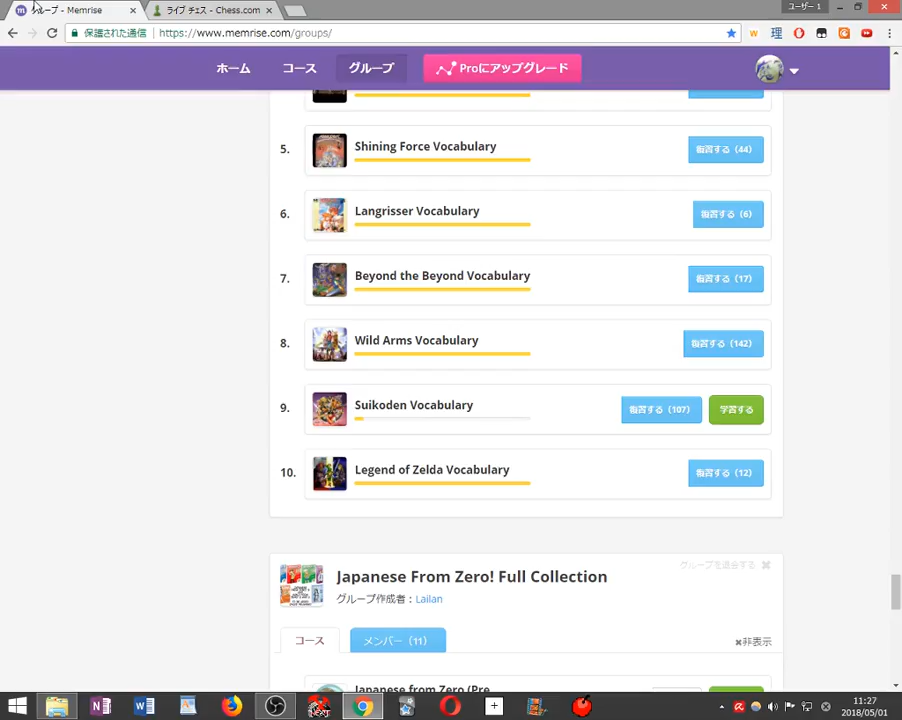 グループ - Memrise
ライブ チェス - Chess.com
ユーザー 1
保護された通信
https://www.memrise.com/groups/
ホーム
コース
グループ
Proにアップグレード
5.
Shining Force Vocabulary
復習する (44)
6.
Langrisser Vocabulary
復習する (6)
7.
Beyond the Beyond Vocabulary
復習する (17)
8.
Wild Arms Vocabulary
復習する (142)
9.
Suikoden Vocabulary
復習する (107)
学習する
10.
Legend of Zelda Vocabulary
復習する (12)
Japanese From Zero! Full Collection
グループを退会する ✖
グループ作成者：Lailan
コース
メンバー (11)
✖非表示
Japanese from Zero (Pre
11:27
2018/05/01